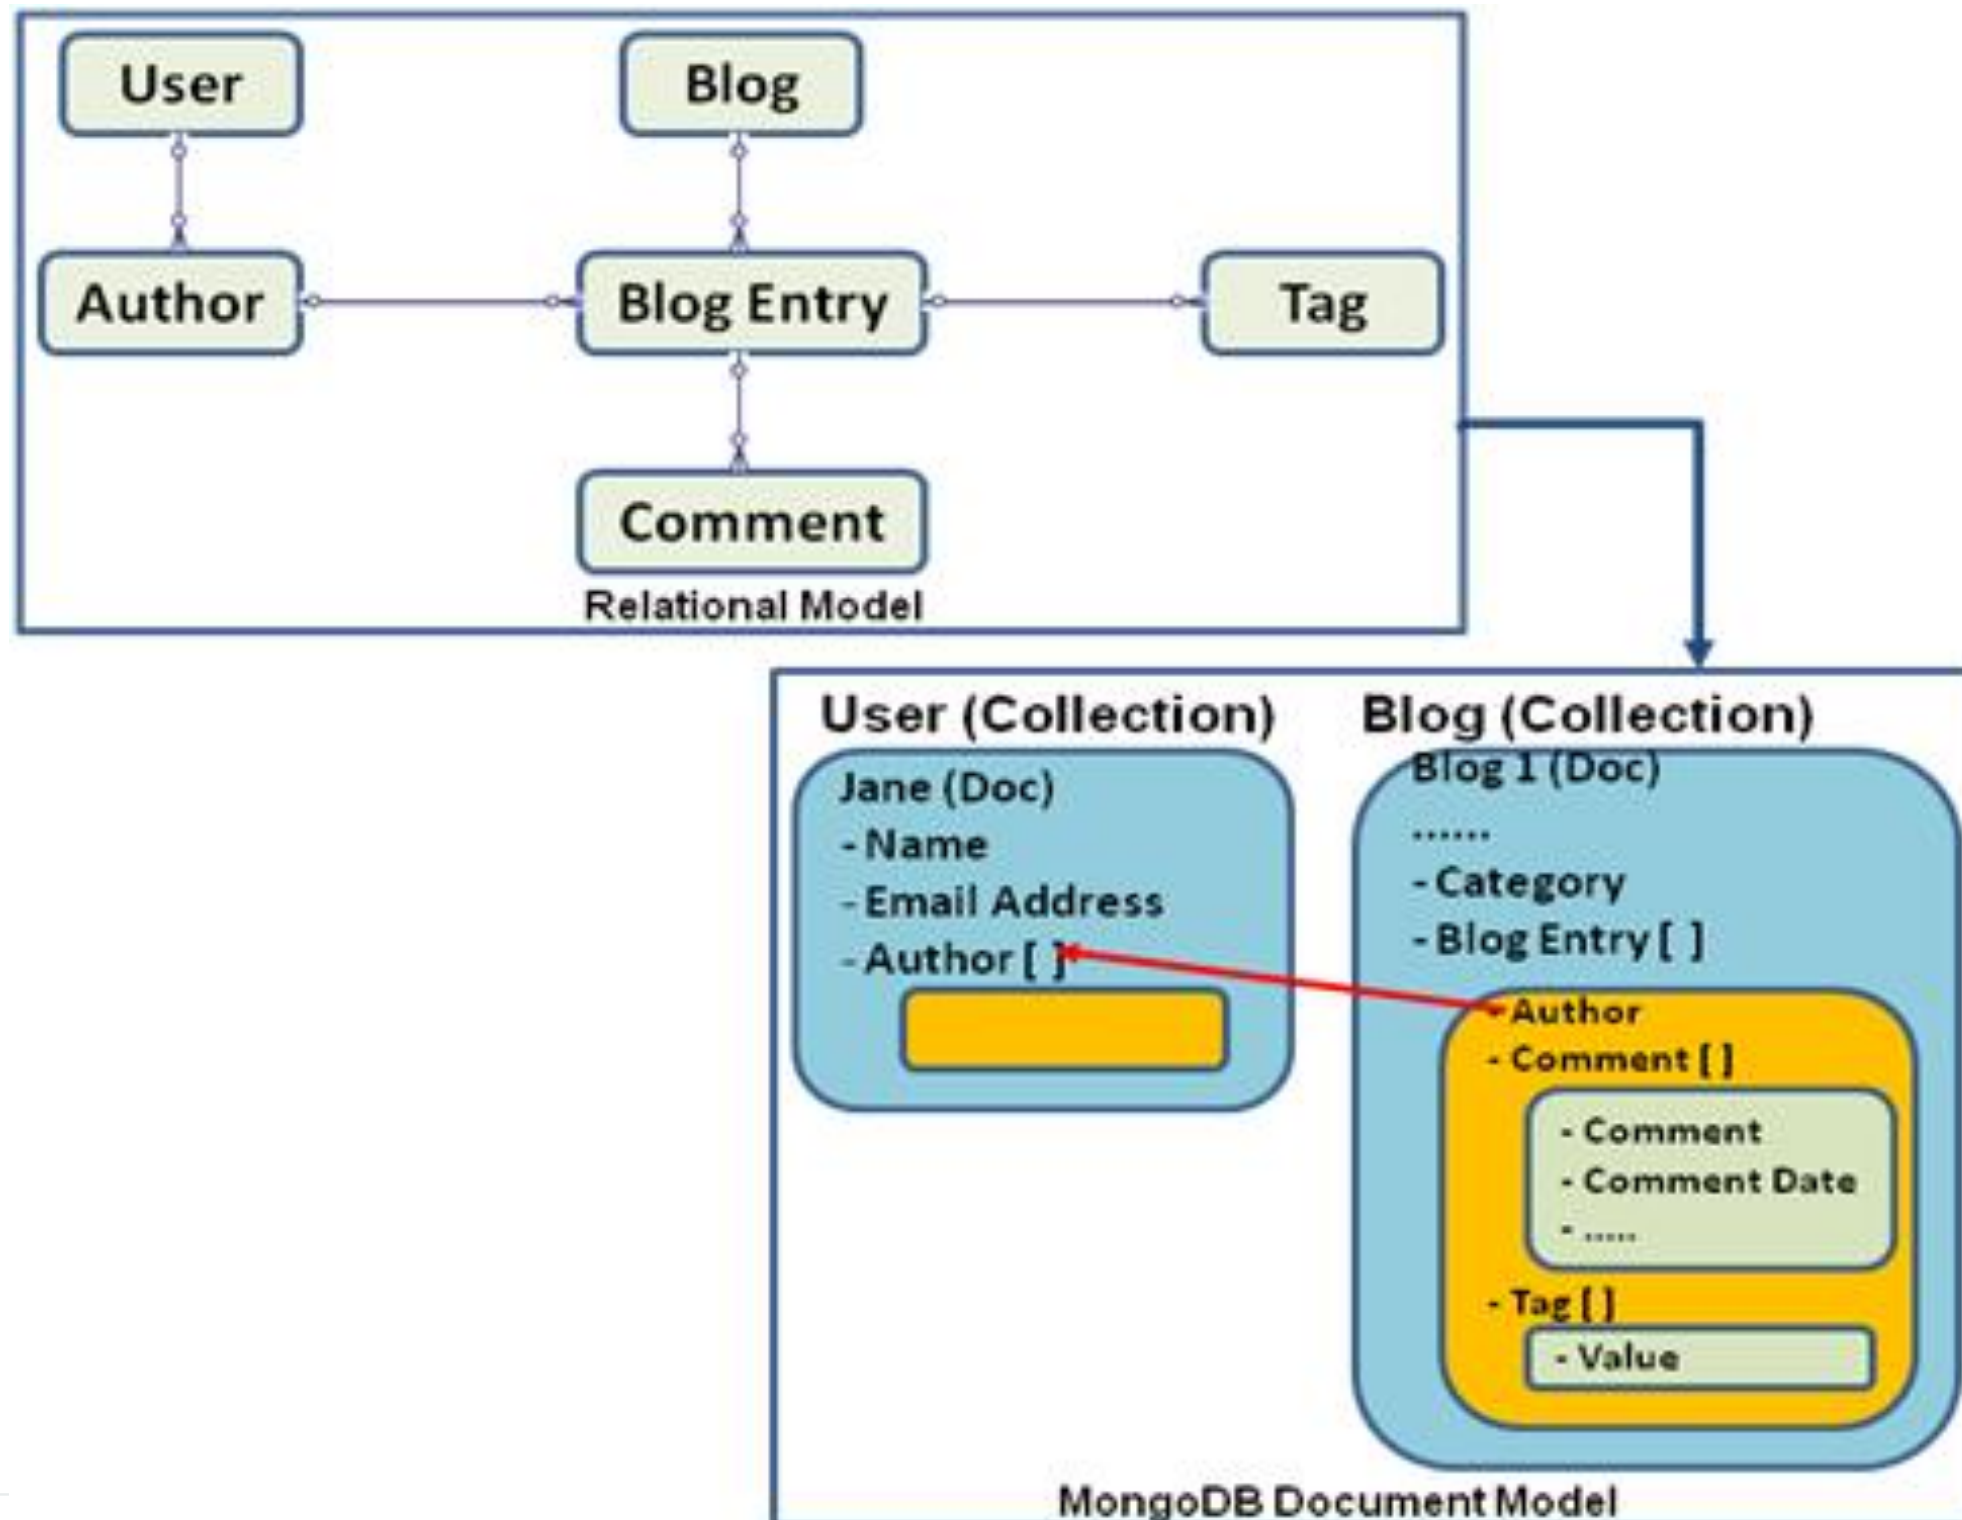 User
Blog
Author
Blog Entry
Tag
Comment
Relational Model
User (Collection)
Jane (Doc)
- Name
- Email Address
- Author [ ]
Blog (Collection)
Blog 1 (Doc)
......
- Category
- Blog Entry [ ]
- Author
- Comment [ ]
- Comment
- Comment Date
- .....
- Tag [ ]
- Value
MongoDB Document Model